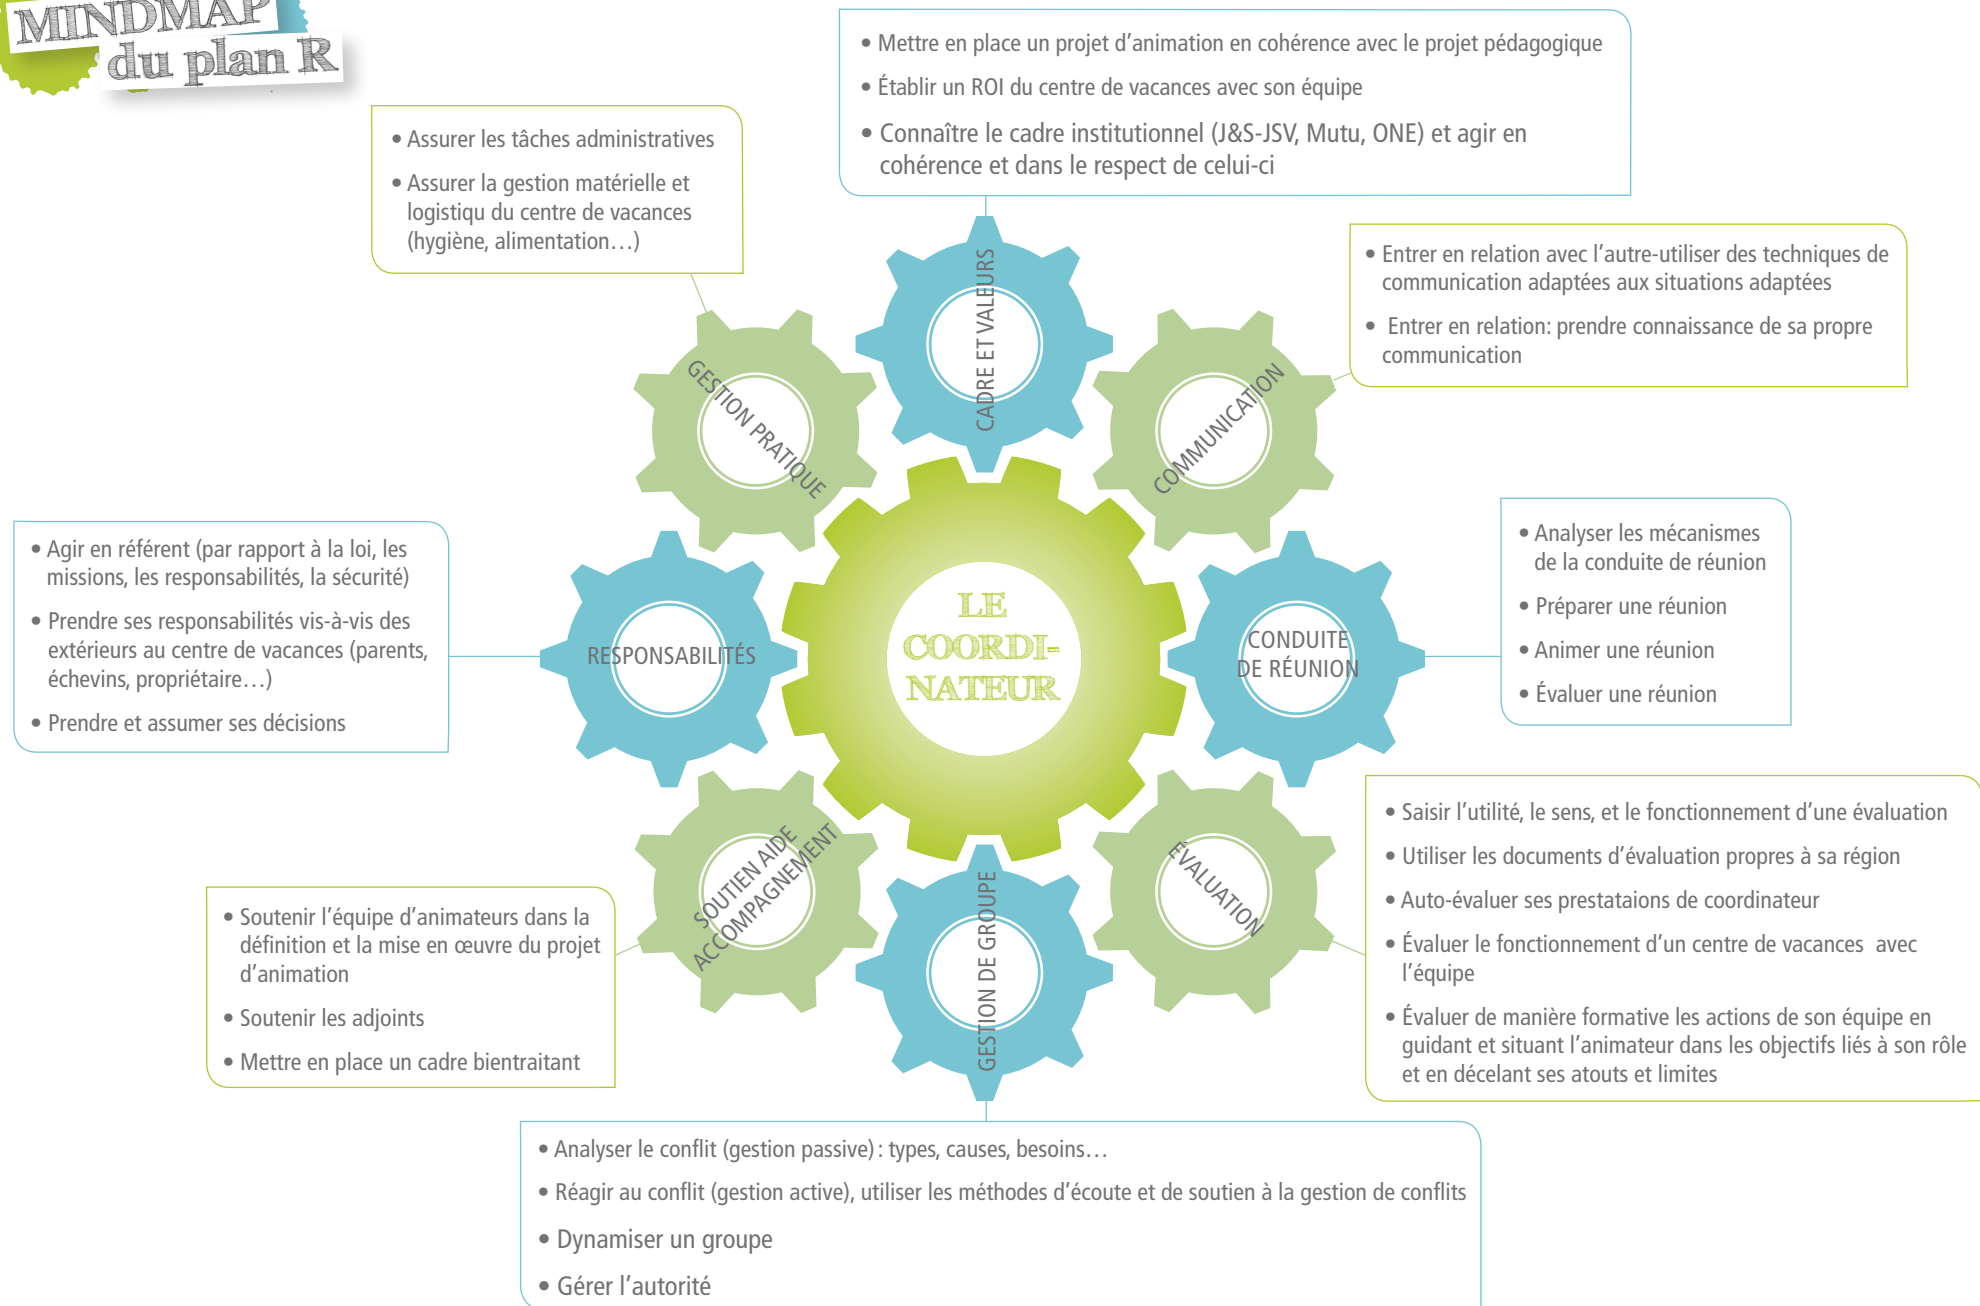 MINDMAP
du plan R
• Mettre en place un projet d'animation en cohérence avec le projet pédagogique
• Établir un ROI du centre de vacances avec son équipe
• Connaître le cadre institutionnel (J&S-JSV, Mutu, ONE) et agir en
cohérence et dans le respect de celui-ci
• Assurer les tâches administratives
• Assurer la gestion matérielle et
logistiqu du centre de vacances
(hygiène, alimentation…)
CADRE ET VALEURS
• Entrer en relation avec l'autre-utiliser des techniques de
communication adaptées aux situations adaptées
• Entrer en relation: prendre connaissance de sa propre
communication
GESTION PRATIQUE
COMMUNICATION
• Agir en référent (par rapport à la loi, les
missions, les responsabilités, la sécurité)
• Prendre ses responsabilités vis-à-vis des
extérieurs au centre de vacances (parents,
échevins, propriétaire…)
• Prendre et assumer ses décisions
RESPONSABILITÉS
LE
COORDI-
NATEUR
CONDUITE
DE RÉUNION
• Analyser les mécanismes
de la conduite de réunion
• Préparer une réunion
• Animer une réunion
• Évaluer une réunion
SOUTIEN AIDE
ACCOMPAGNEMENT
ÉVALUATION
• Saisir l'utilité, le sens, et le fonctionnement d'une évaluation
• Utiliser les documents d'évaluation propres à sa région
• Auto-évaluer ses prestataions de coordinateur
• Évaluer le fonctionnement d'un centre de vacances avec
l'équipe
• Évaluer de manière formative les actions de son équipe en
guidant et situant l'animateur dans les objectifs liés à son rôle
et en décelant ses atouts et limites
• Soutenir l'équipe d'animateurs dans la
définition et la mise en œuvre du projet
d'animation
• Soutenir les adjoints
• Mettre en place un cadre bientraitant
GESTION DE GROUPE
• Analyser le conflit (gestion passive) : types, causes, besoins…
• Réagir au conflit (gestion active), utiliser les méthodes d'écoute et de soutien à la gestion de conflits
• Dynamiser un groupe
• Gérer l'autorité